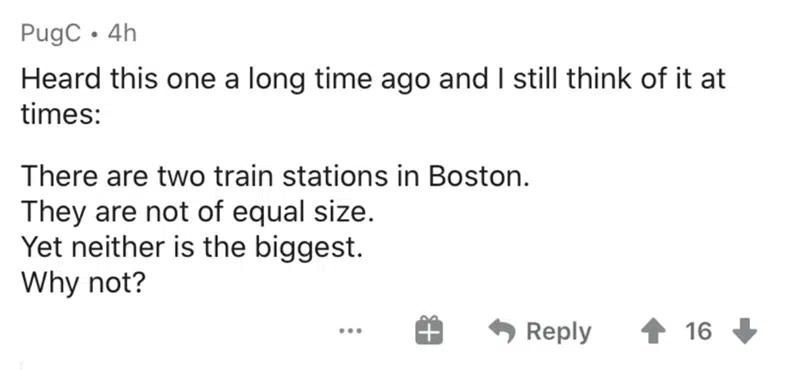 PugC • 4h
Heard this one a long time ago and I still think of it at
times:
There are two train stations in Boston.
They are not of equal size.
Yet neither is the biggest.
Why not?
... Reply 16